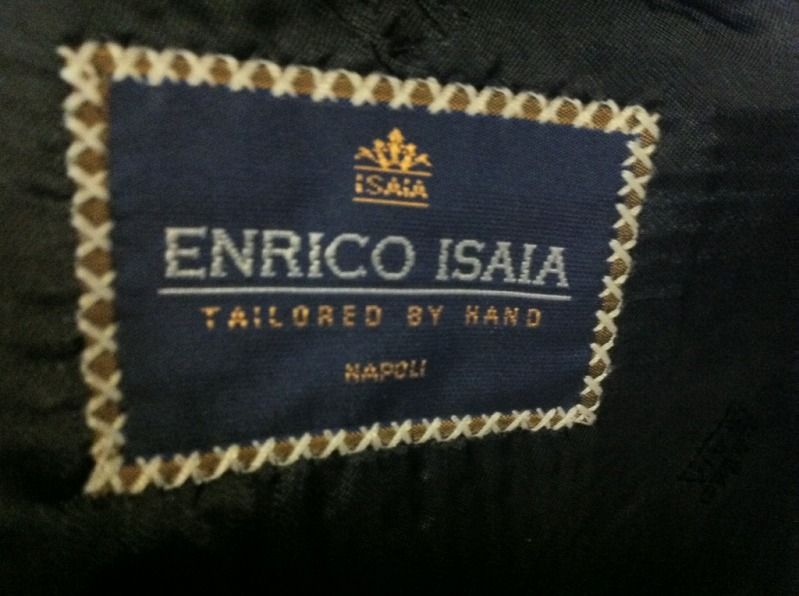 ISAIA
ENRICO ISAIA
TAILORED BY HAND
NAPOLI